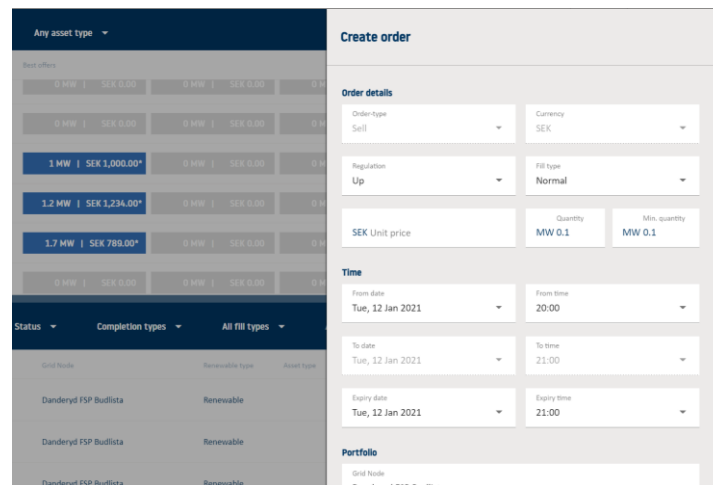 Any asset type
Best offers
0 MW | SEK 0.00 0 MW | SEK 0.00
0 MW | SEK 0.00 0 MW | SEK 0.00
1 MW | SEK 1,000.00* 0 MW | SEK 0.00
1.2 MW | SEK 1,234.00* 0 MW | SEK 0.00
1.7 MW | SEK 789.00* 0 MW | SEK 0.00
0 MW | SEK 0.00 0 MW | SEK 0.00
Status Completion types All fill types
Grid Node Renewable type Asset type
Danderyd FSP Budlista Renewable
Danderyd FSP Budlista Renewable
Danderyd FSP Budlista Renewable
Create order
Order details
Order-type Currency
Sell SEK
Regulation Fill type
Up Normal
Quantity Min. quantity
SEK Unit price MW 0.1 MW 0.1
Time
From date From time
Tue, 12 Jan 2021 20:00
To date To time
Tue, 12 Jan 2021 21:00
Expiry date Expiry time
Tue, 12 Jan 2021 21:00
Portfolio
Grid Node